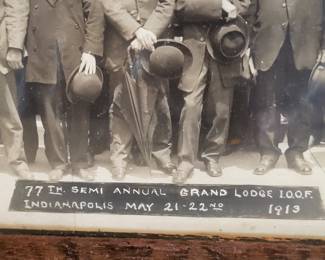 77TH. SEMI ANNUAL GRAND LODGE I.O.O.F.
INDIANAPOLIS MAY 21-22ND 1913